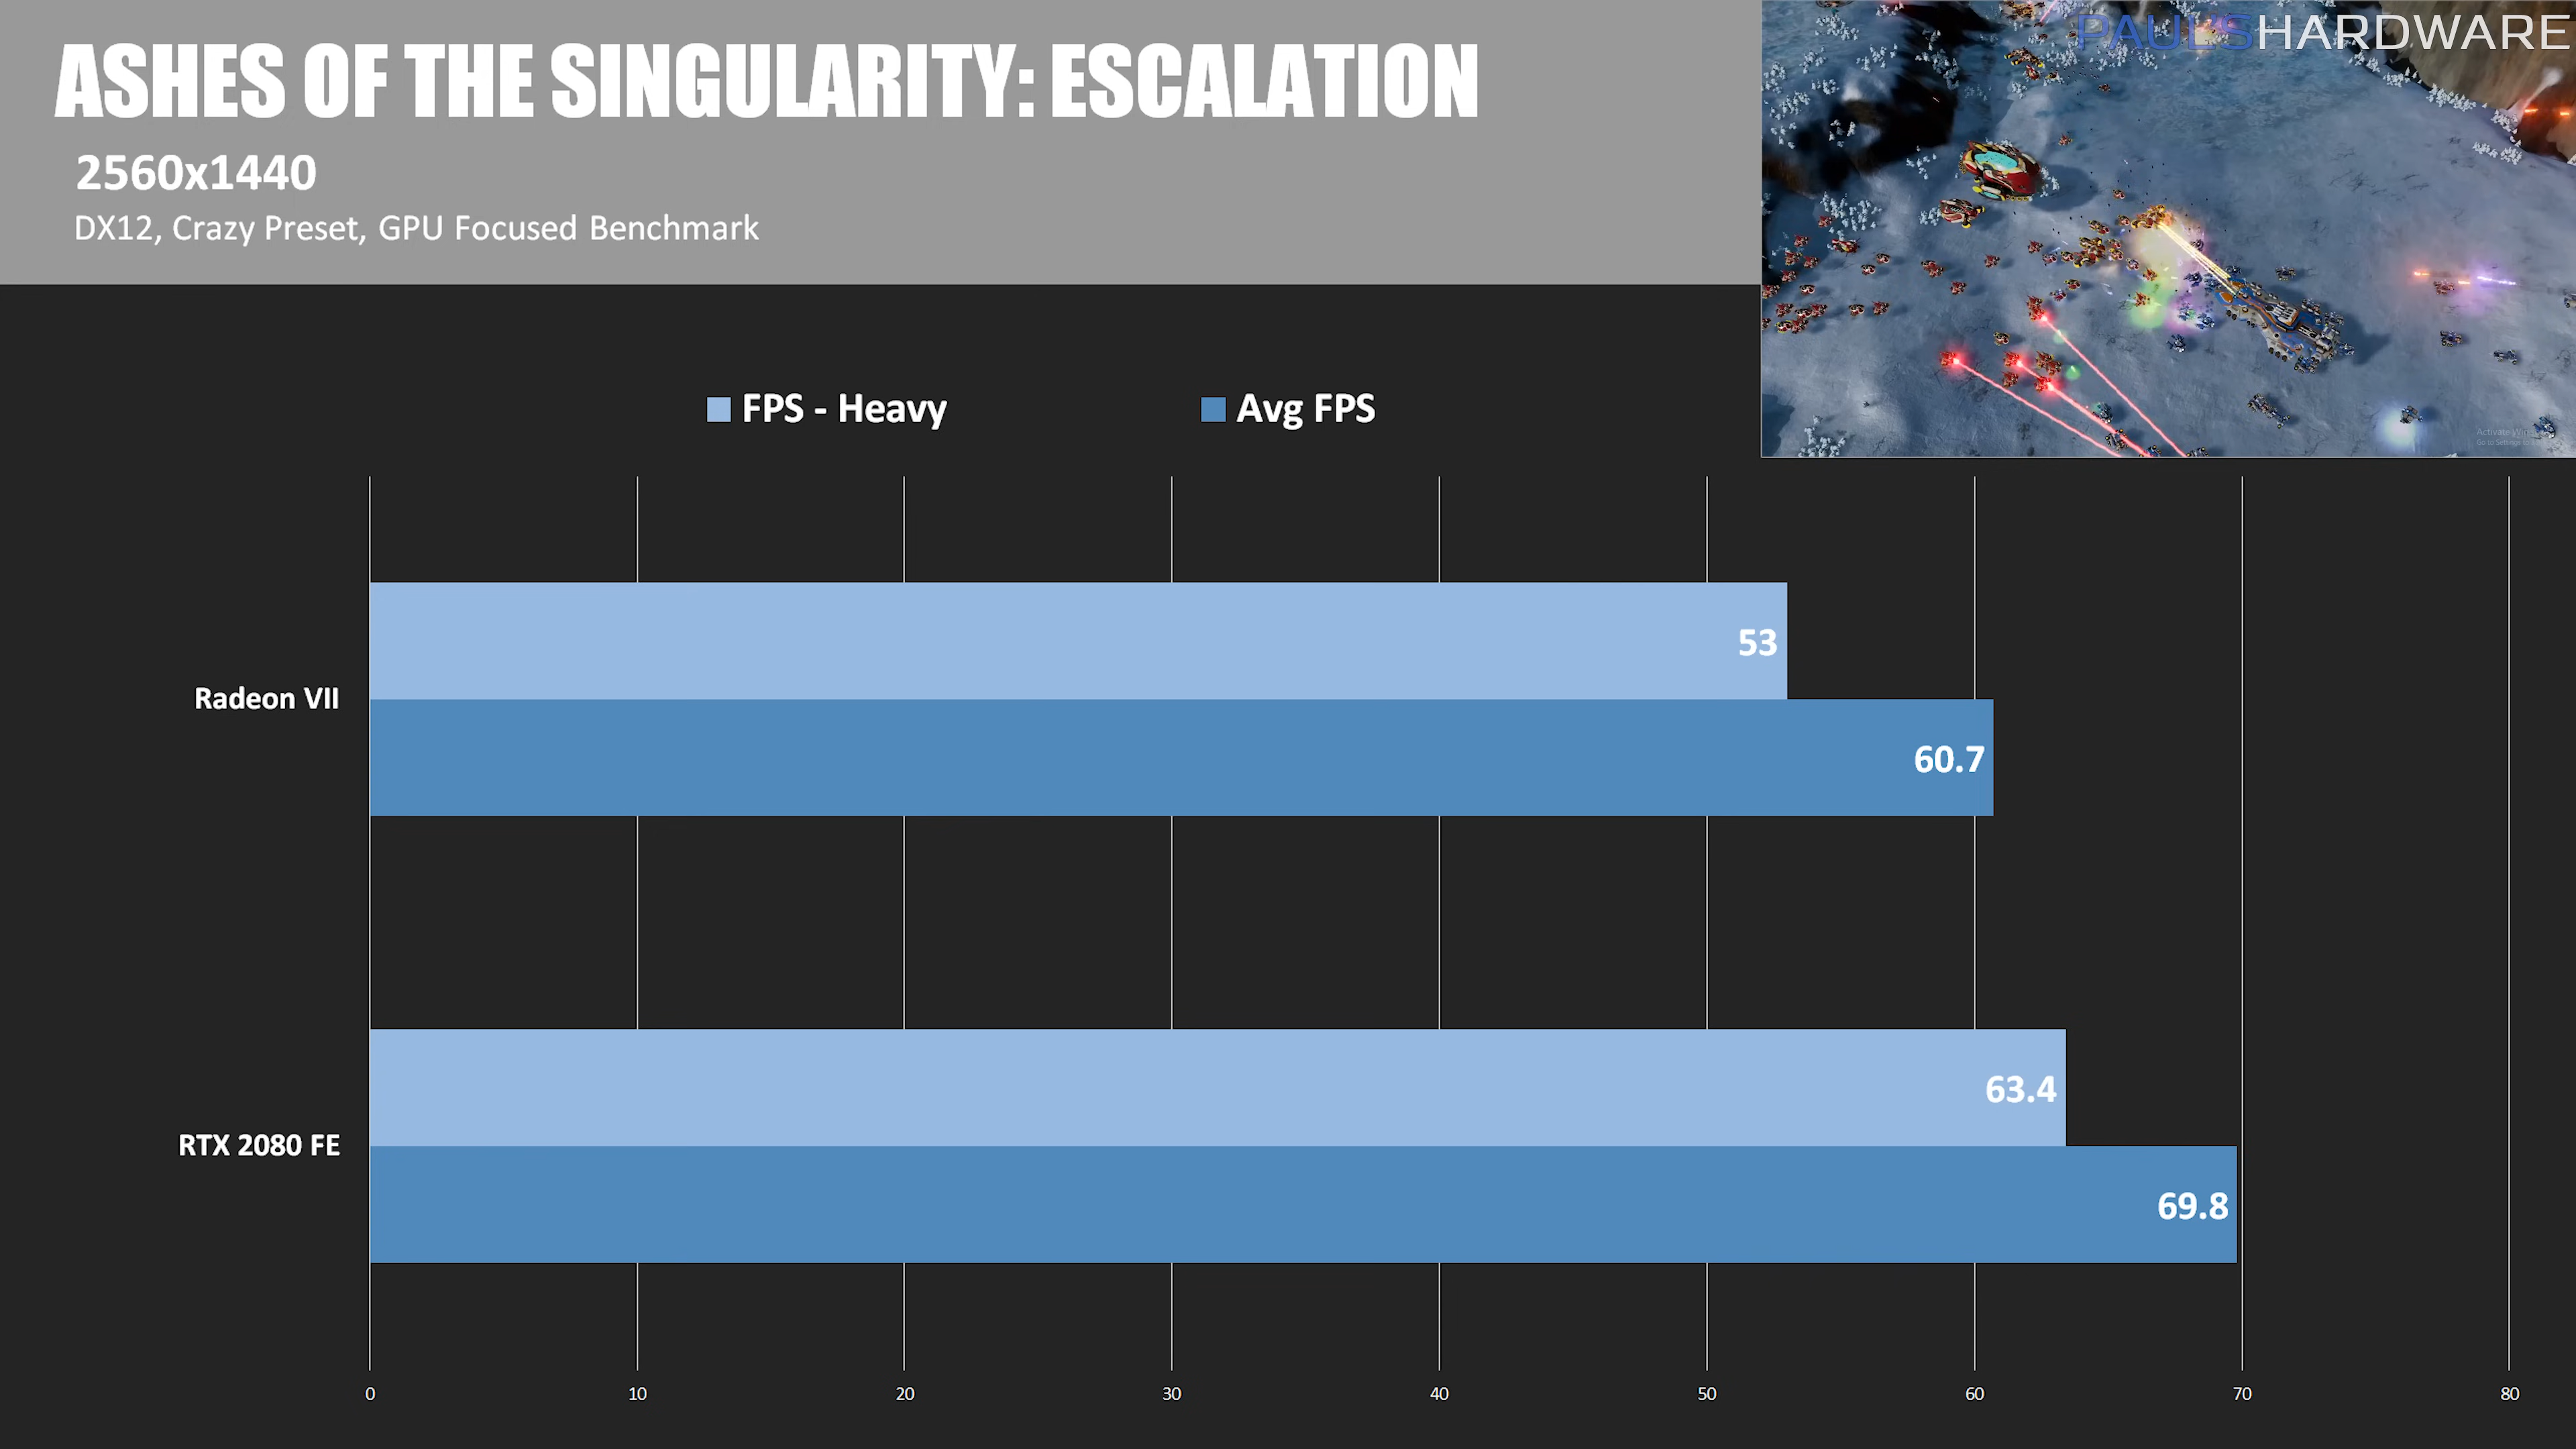 ASHES OF THE SINGULARITY: ESCALATION
PAUL'SHARDWARE
2560x1440
DX12, Crazy Preset, GPU Focused Benchmark
FPS - Heavy
Avg FPS
53
Radeon VII
60.7
63.4
RTX 2080 FE
69.8
0 10 20 30 40 50 60 70 80